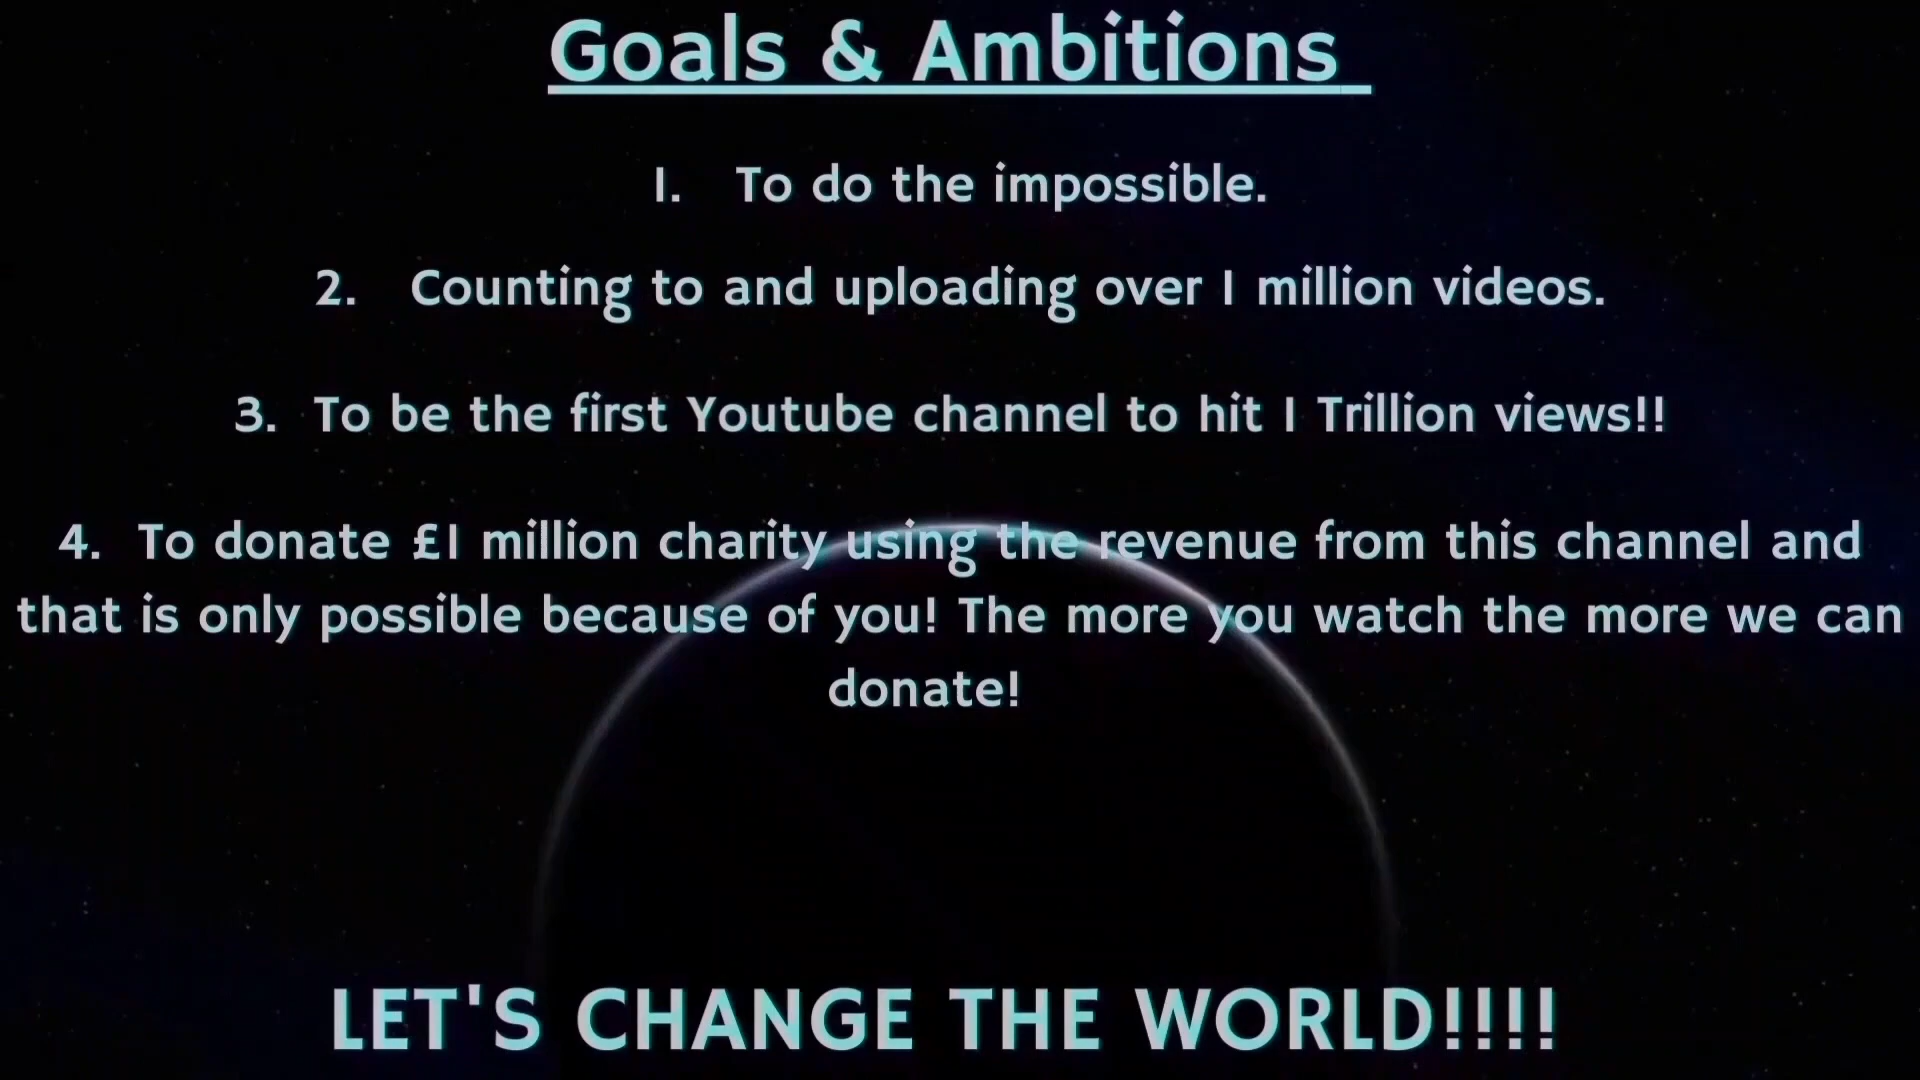 Goals & Ambitions
1. To do the impossible.
2. Counting to and uploading over 1 million videos.
3. To be the first Youtube channel to hit 1 Trillion views!!
4. To donate £1 million charity using the revenue from this channel and
that is only possible because of you! The more you watch the more we can
donate!
LET'S CHANGE THE WORLD!!!!